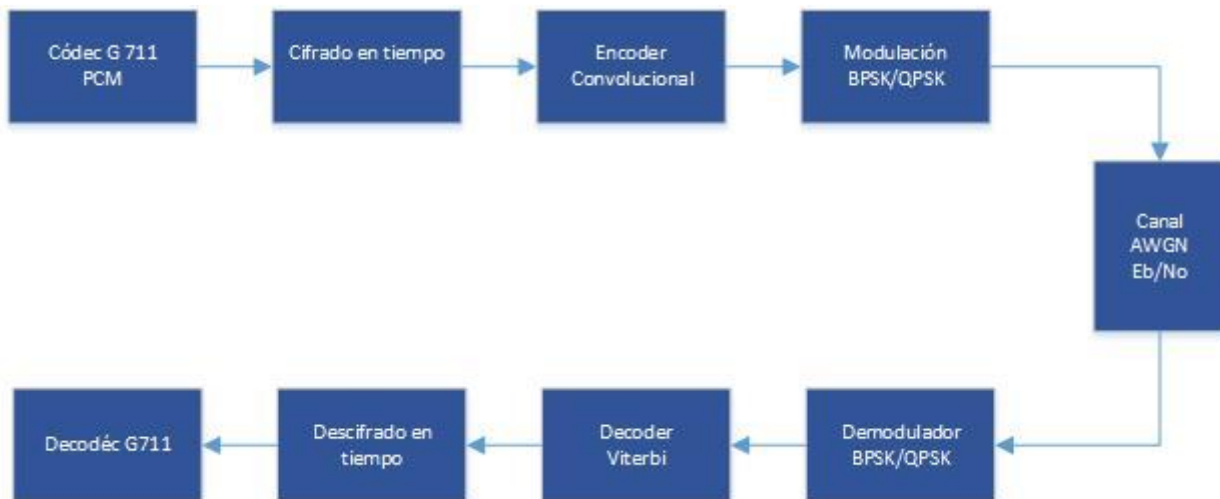 Códec G 711
PCM
Cifrado en tiempo
Encoder
Convolucional
Modulación
BPSK/QPSK
Canal
AWGN
Eb/No
Decodéc G711
Descifrado en
tiempo
Decoder
Viterbi
Demodulador
BPSK/QPSK